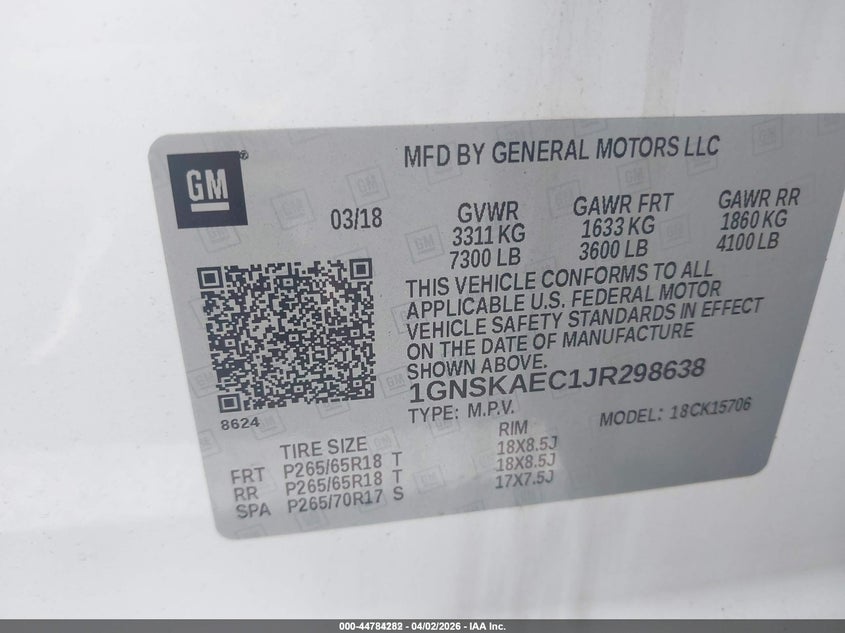 GM®
MFD BY GENERAL MOTORS LLC
03/18
GVWR
3311 KG
7300 LB
GAWR FRT
1633 KG
3600 LB
GAWR RR
1860 KG
4100 LB
THIS VEHICLE CONFORMS TO ALL
APPLICABLE U.S. FEDERAL MOTOR
VEHICLE SAFETY STANDARDS IN EFFECT
ON THE DATE OF MANUFACTURE
SHOWN ABOVE.
1GNSKAEC1JR298638
TYPE: M.P.V.
MODEL: 18CK15706
8624
TIRE SIZE
RIM
FRT P265/65R18 T 18X8.5J
RR P265/65R18 T 18X8.5J
SPA P265/70R17 S 17X7.5J
000-44784282 - 04/02/2026 - IAA Inc.